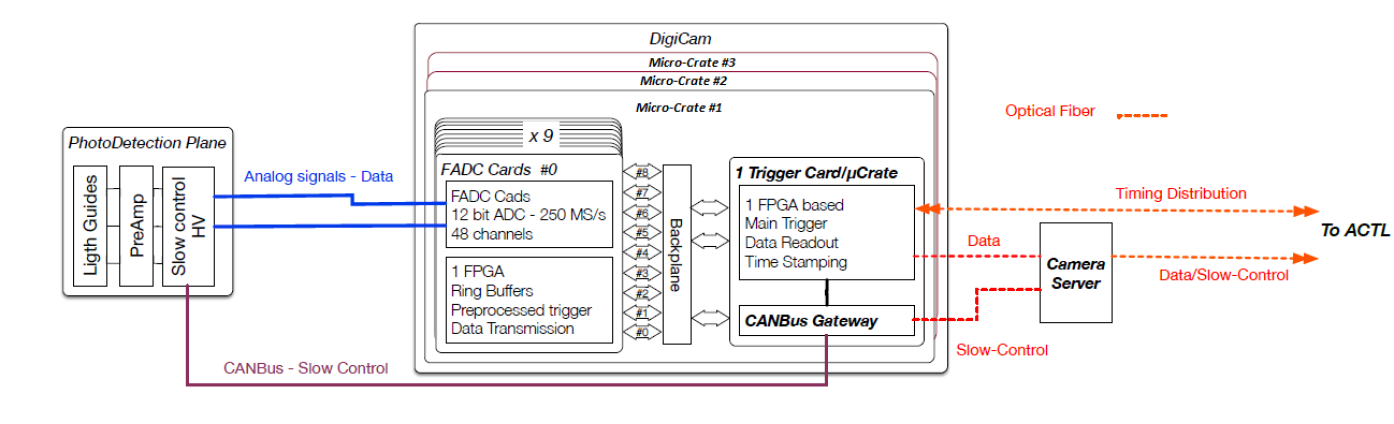 DigiCam
Micro-Crate #3
Micro-Crate #2
Micro-Crate #1
PhotoDetection Plane
Ligth Guides
PreAmp
Slow control
HV
Analog signals - Data
CANBus - Slow Control
x 9
FADC Cards #0
FADC Cads
12 bit ADC - 250 MS/s
48 channels
1 FPGA
Ring Buffers
Preprocessed trigger
Data Transmission
#8
#7
#6
#5
#4
#3
#2
#1
#0
Backplane
1 Trigger Card/µCrate
1 FPGA based
Main Trigger
Data Readout
Time Stamping
CANBus Gateway
Optical Fiber
Timing Distribution
Data
Slow-Control
Camera
Server
Data/Slow-Control
To ACTL